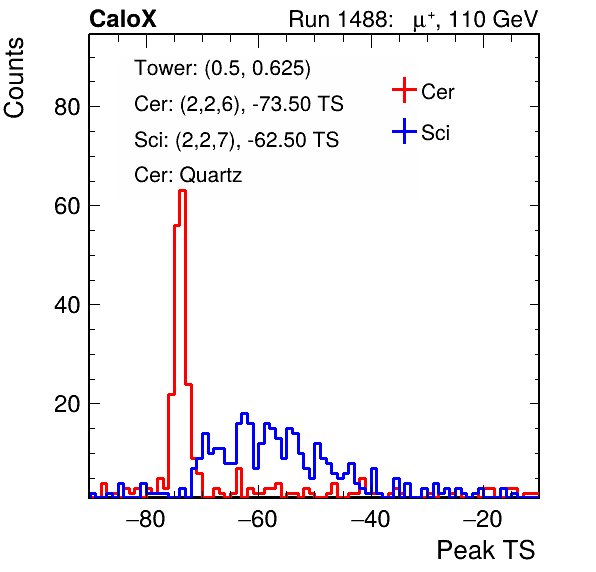 CaloX Run 1488: μ⁺, 110 GeV
Counts
Tower: (0.5, 0.625)
Cer: (2,2,6), -73.50 TS
Sci: (2,2,7), -62.50 TS
Cer: Quartz
Cer
Sci
80
60
40
20
−80 −60 −40 −20
Peak TS